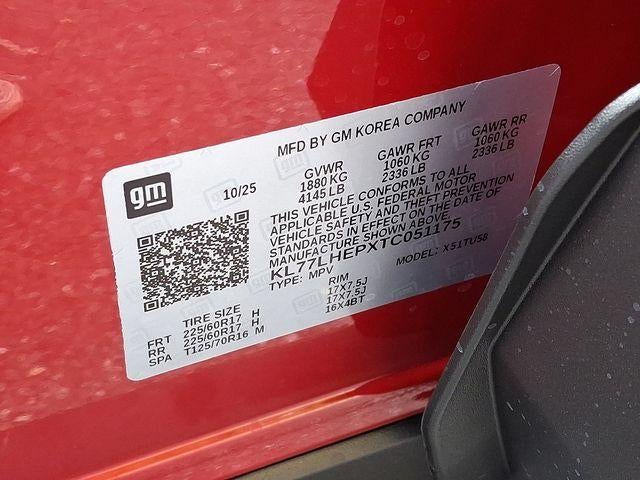 gm
10/25
MFD BY GM KOREA COMPANY
GVWR GAWR FRT GAWR RR
1880 KG 1060 KG 1060 KG
4145 LB 2336 LB 2336 LB
THIS VEHICLE CONFORMS TO ALL
APPLICABLE U.S. FEDERAL MOTOR
VEHICLE SAFETY AND THEFT PREVENTION
STANDARDS IN EFFECT ON THE DATE OF
MANUFACTURE SHOWN ABOVE.
KL77LHEPXTC051175
TYPE: MPV MODEL: X51TU58
TIRE SIZE RIM
FRT 225/60R17 H 17X7.5J
RR 225/60R17 H 17X7.5J
SPA T125/70R16 M 16X4BT